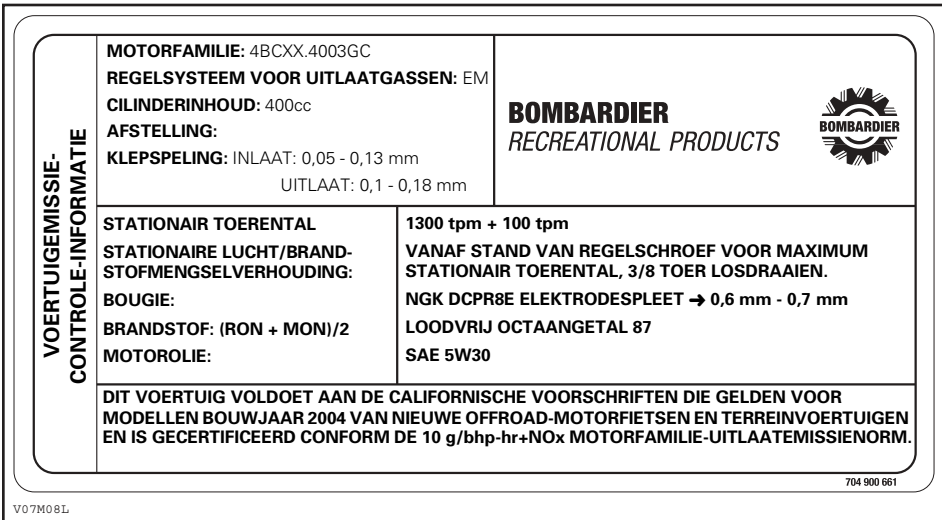 VOERTUIGEMISSIE-
CONTROLE-INFORMATIE
MOTORFAMILIE: 4BCXX.4003GC
REGELSYSTEEM VOOR UITLAATGASSEN: EM
CILINDERINHOUD: 400cc
AFSTELLING:
KLEPSPELING: INLAAT: 0,05 - 0,13 mm
UITLAAT: 0,1 - 0,18 mm
BOMBARDIER
RECREATIONAL PRODUCTS
BOMBARDIER
STATIONAIR TOERENTAL
1300 tpm + 100 tpm
STATIONAIRE LUCHT/BRAND-
STOFMENGSELVERHOUDING:
VANAF STAND VAN REGELSCHROEF VOOR MAXIMUM
STATIONAIR TOERENTAL, 3/8 TOER LOSDRAAIEN.
BOUGIE:
NGK DCPR8E ELEKTRODESPLEET ➔ 0,6 mm - 0,7 mm
BRANDSTOF: (RON + MON)/2
LOODVRIJ OCTAANGETAL 87
MOTOROLIE:
SAE 5W30
DIT VOERTUIG VOLDOET AAN DE CALIFORNISCHE VOORSCHRIFTEN DIE GELDEN VOOR
MODELLEN BOUWJAAR 2004 VAN NIEUWE OFFROAD-MOTORFIETSEN EN TERREINVOERTUIGEN
EN IS GECERTIFICEERD CONFORM DE 10 g/bhp-hr+NOx MOTORFAMILIE-UITLAATEMISSIENORM.
704 900 661
V07M08L